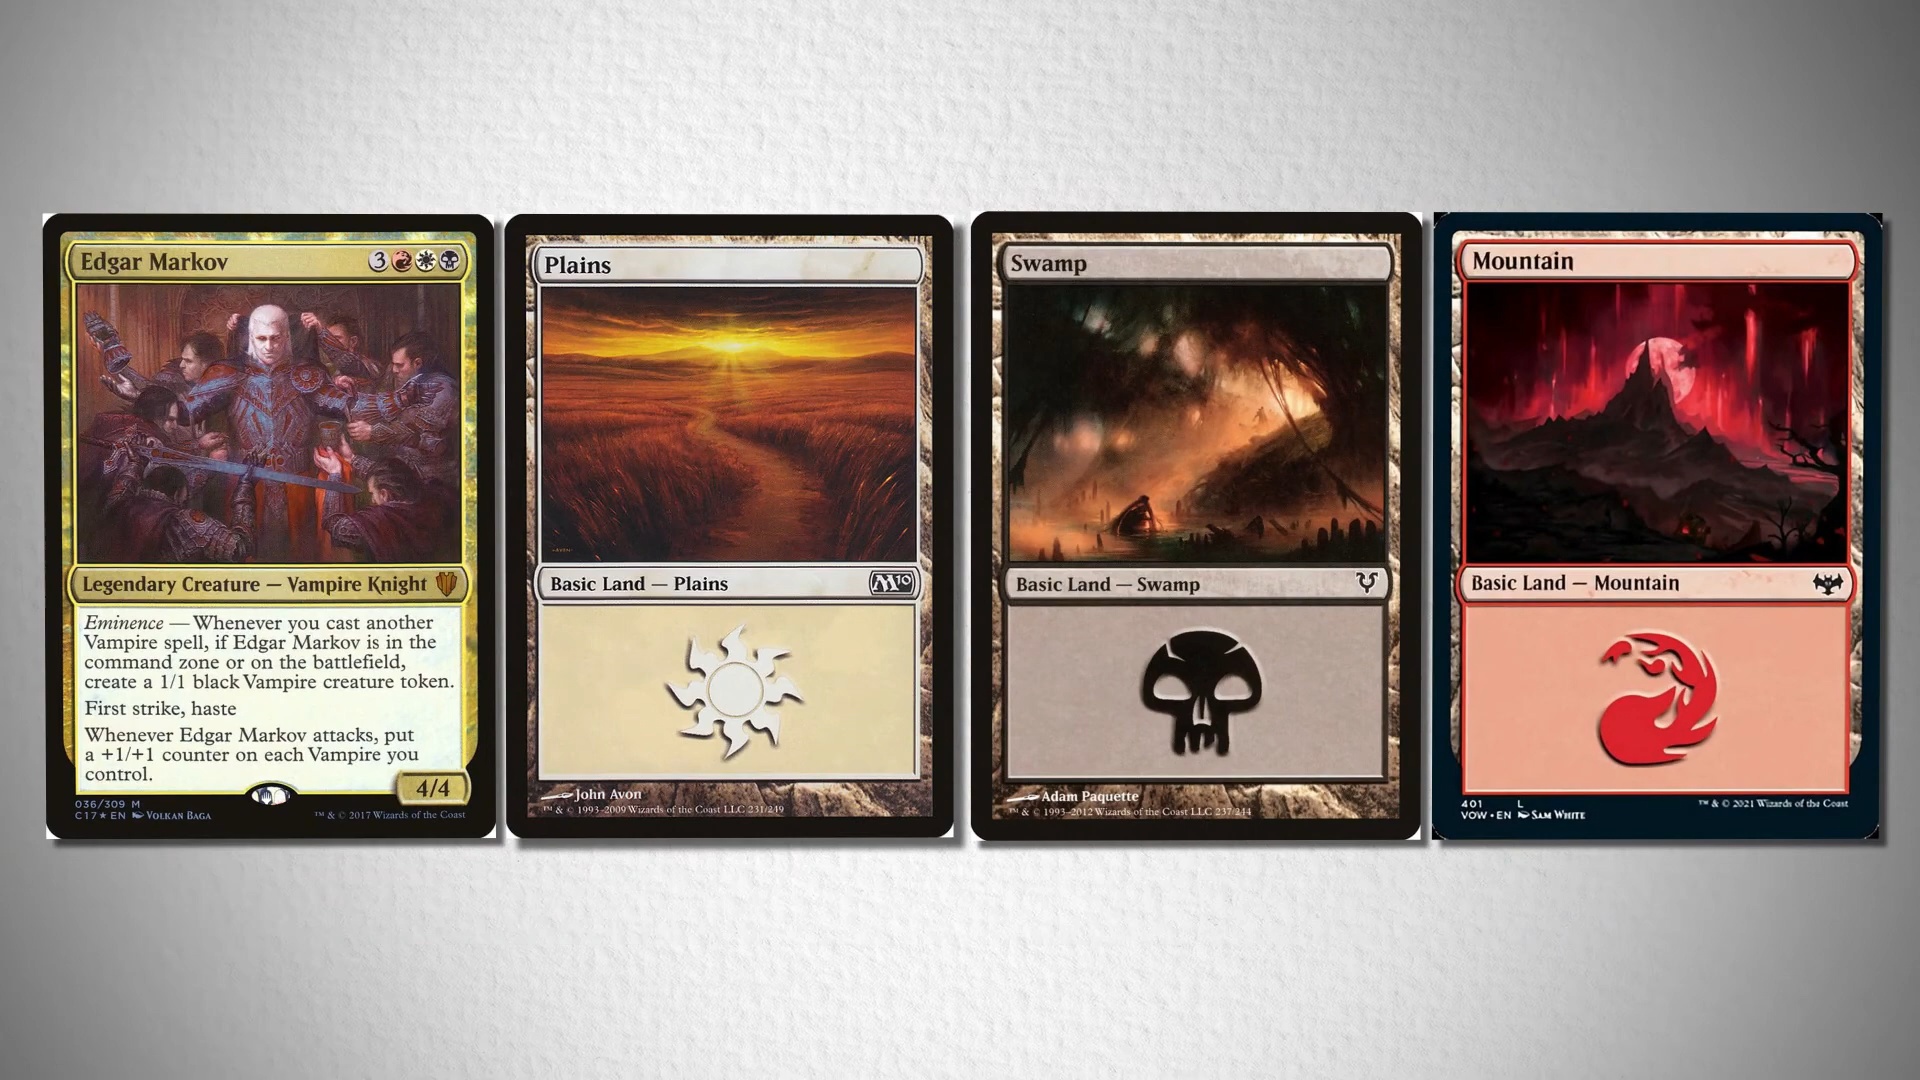 Edgar Markov
3
Legendary Creature — Vampire Knight
Eminence — Whenever you cast another
Vampire spell, if Edgar Markov is in the
command zone or on the battlefield,
create a 1/1 black Vampire creature token.
First strike, haste
Whenever Edgar Markov attacks, put
a +1/+1 counter on each Vampire you
control.
4/4
036/309 M
C17★EN VOLKAN BAGA
™ & © 2017 Wizards of the Coast
Plains
-AVON-
Basic Land — Plains
M10
John Avon
™ & © 1993-2009 Wizards of the Coast LLC 231/249
Swamp
Basic Land — Swamp
Adam Paquette
™ & © 1993-2012 Wizards of the Coast LLC 237/244
Mountain
Basic Land — Mountain
401 L
VOW • EN SAM WHITE
™ & © 2021 Wizards of the Coast